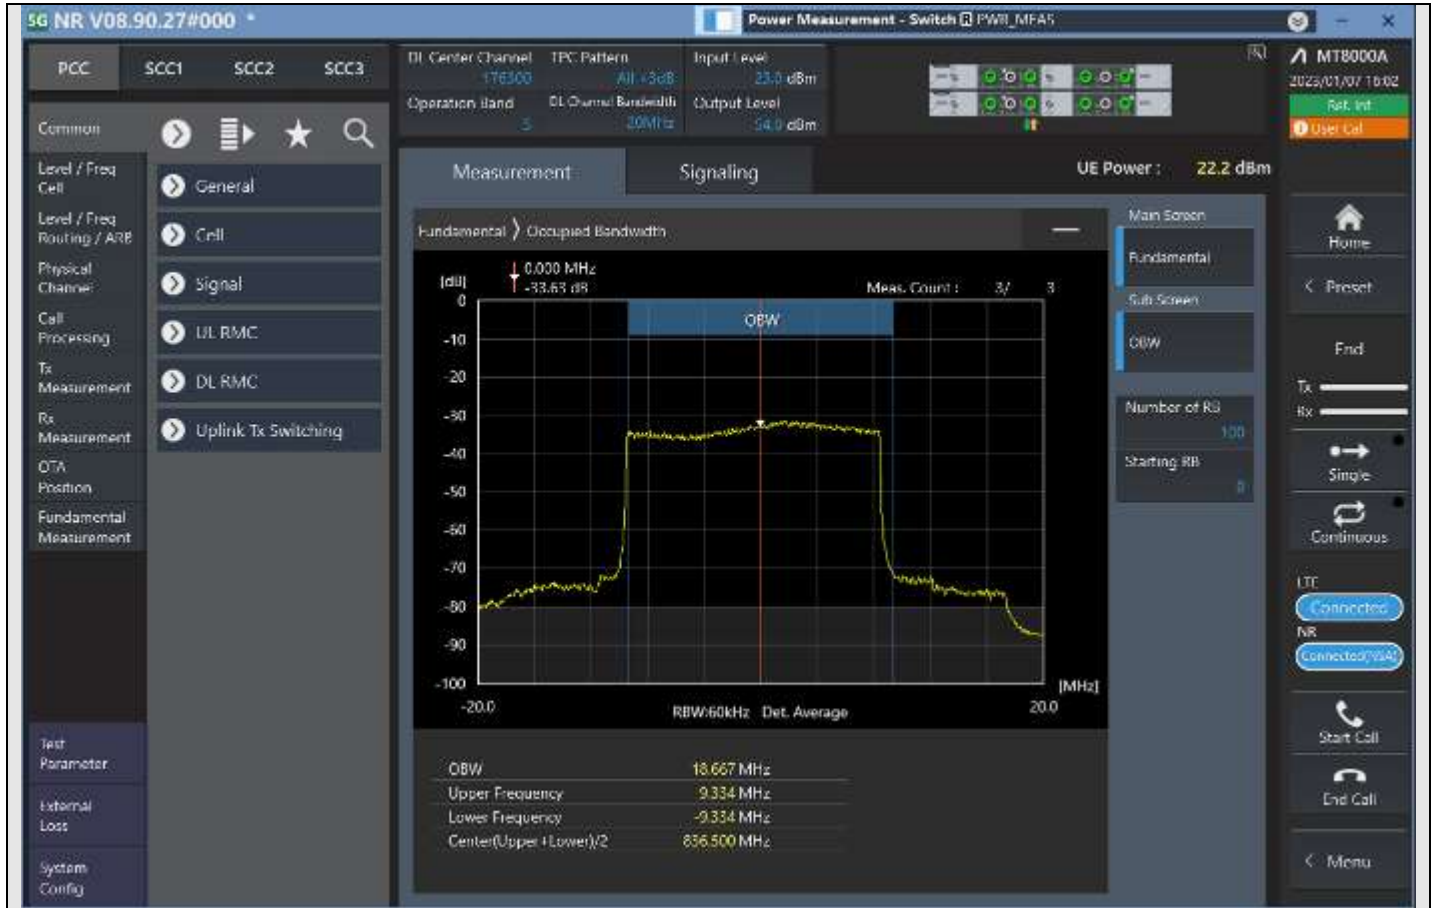 5G NR V08.90.27#000 *
Power Measurement - Switch PWR_MEAS
PCC SCC1 SCC2 SCC3
DL Center Channel TPC Pattern Input Level
176300 All +3dB 23.0 dBm
Operation Band DL Channel Bandwidth Output Level
5 20MHz 54.0 dBm
MT8000A
2023/01/07 16:02
Ref. Int
User Cal
Common
Level / Freq
Cell
Level / Freq
Routing / ARB
Physical
Channel
Call
Processing
Tx
Measurement
Rx
Measurement
OTA
Position
Fundamental
Measurement
Test
Parameter
External
Loss
System
Config
General
Cell
Signal
UL RMC
DL RMC
Uplink Tx Switching
Measurement Signaling
UE Power : 22.2 dBm
Fundamental Occupied Bandwidth
[dB]
0.000 MHz
-33.63 dB
Meas. Count : 3/ 3
OBW
0
-10
-20
-30
-40
-50
-60
-70
-80
-90
-100
-20.0
RBW:60kHz Det. Average
20.0
[MHz]
OBW 18.667 MHz
Upper Frequency 9.334 MHz
Lower Frequency -9.334 MHz
Center(Upper+Lower)/2 836.500 MHz
Main Screen
Fundamental
Sub Screen
OBW
Number of RB
100
Starting RB
0
Home
Preset
End
Tx
Rx
Single
Continuous
LTE
Connected
NR
Connected(NSA)
Start Call
End Call
Menu